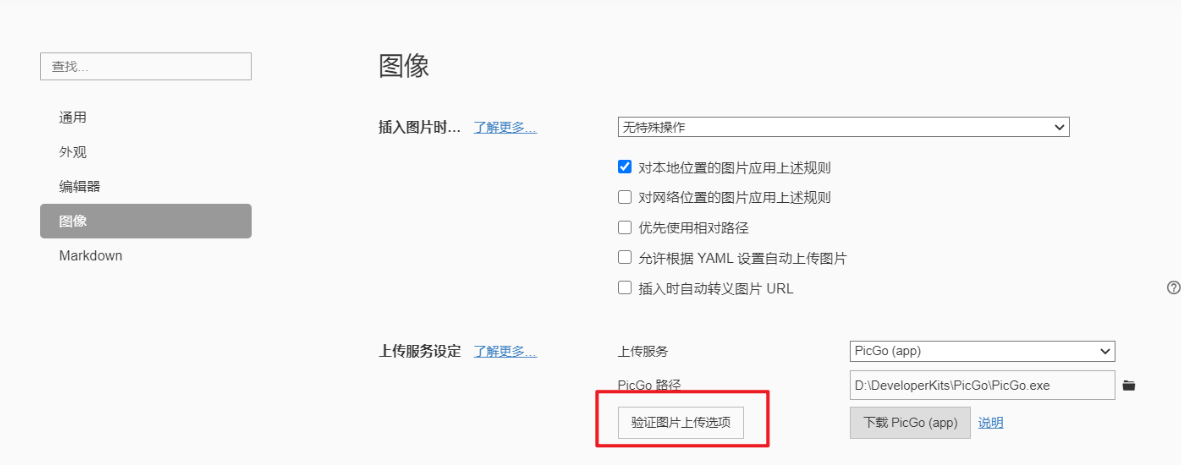 查找...
通用
外观
编辑器
图像
Markdown
图像
插入图片时... 了解更多... 无特殊操作
对本地位置的图片应用上述规则
对网络位置的图片应用上述规则
优先使用相对路径
允许根据 YAML 设置自动上传图片
插入时自动转义图片 URL
上传服务设定 了解更多... 上传服务 PicGo (app)
PicGo 路径 D:\DeveloperKits\PicGo\PicGo.exe
验证图片上传选项 下载 PicGo (app) 说明